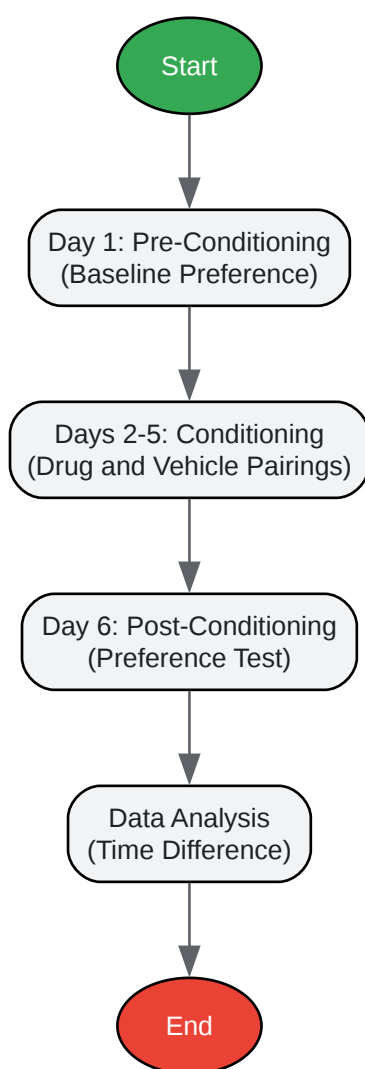 Start
Day 1: Pre-Conditioning
(Baseline Preference)
Days 2-5: Conditioning
(Drug and Vehicle Pairings)
Day 6: Post-Conditioning
(Preference Test)
Data Analysis
(Time Difference)
End